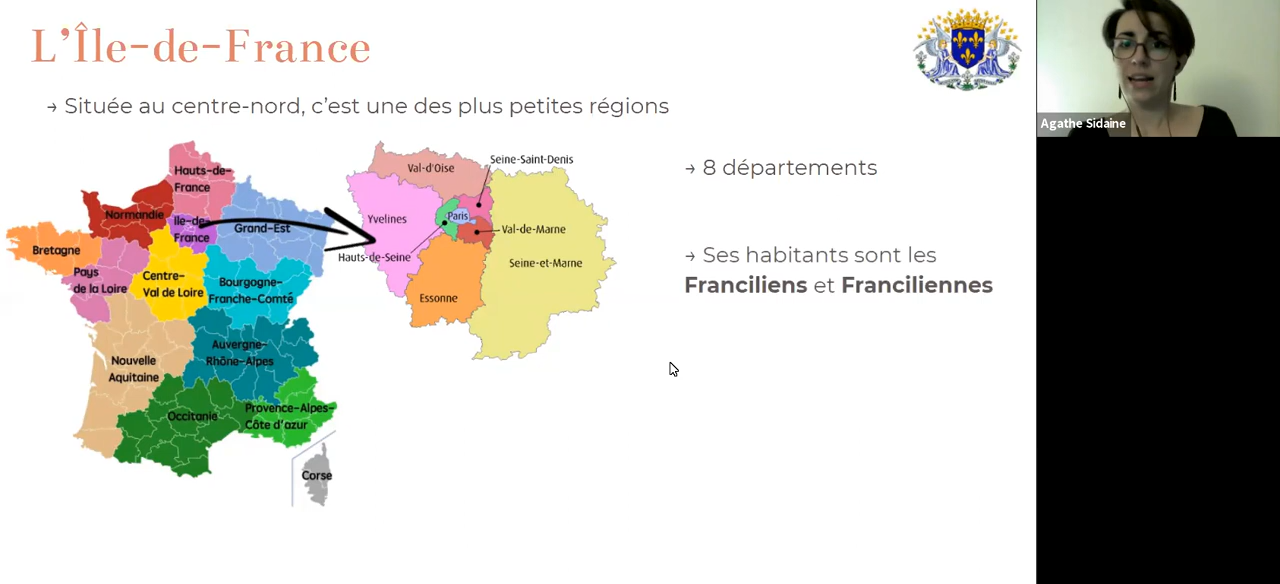 L'Île-de-France
→ Située au centre-nord, c'est une des plus petites régions
Hauts-de-
France
Normandie
Ile-de-
France
Grand-Est
Bretagne
Pays
de la Loire
Centre-
Val de Loire
Bourgogne-
Franche-Comté
Nouvelle
Aquitaine
Auvergne-
Rhône-Alpes
Occitanie
Provence-Alpes-
Côte d'azur
Corse
Val-d'Oise
Seine-Saint-Denis
Yvelines
Paris
Val-de-Marne
Hauts-de-Seine
Seine-et-Marne
Essonne
→ 8 départements
→ Ses habitants sont les
Franciliens et Franciliennes
Agathe Sidaine